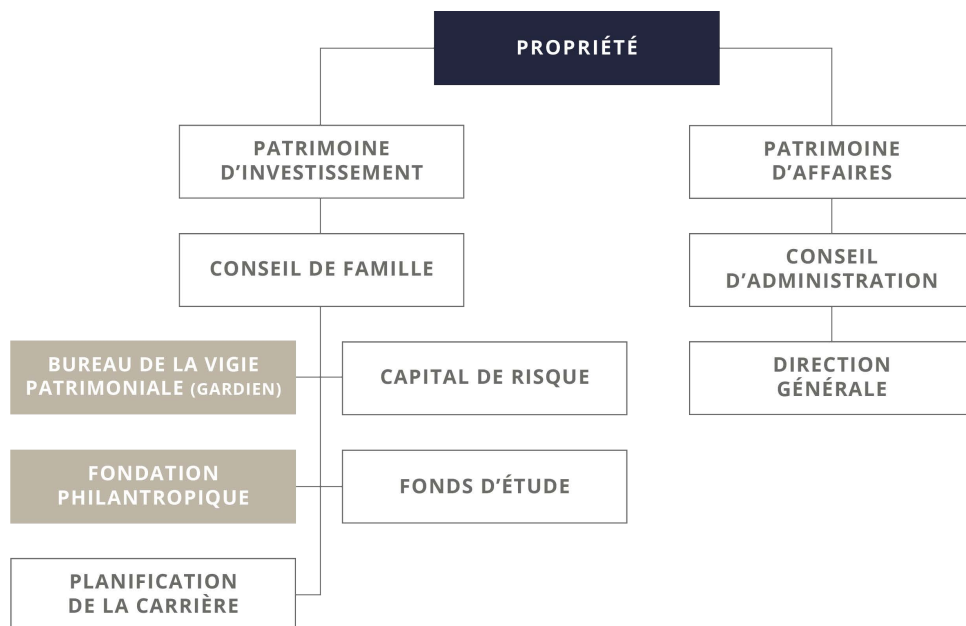 PROPRIÉTÉ
PATRIMOINE
D'INVESTISSEMENT
PATRIMOINE
D'AFFAIRES
CONSEIL DE FAMILLE
CONSEIL
D'ADMINISTRATION
BUREAU DE LA VIGIE
PATRIMONIALE (GARDIEN)
CAPITAL DE RISQUE
DIRECTION
GÉNÉRALE
FONDATION
PHILANTROPIQUE
FONDS D'ÉTUDE
PLANIFICATION
DE LA CARRIÈRE